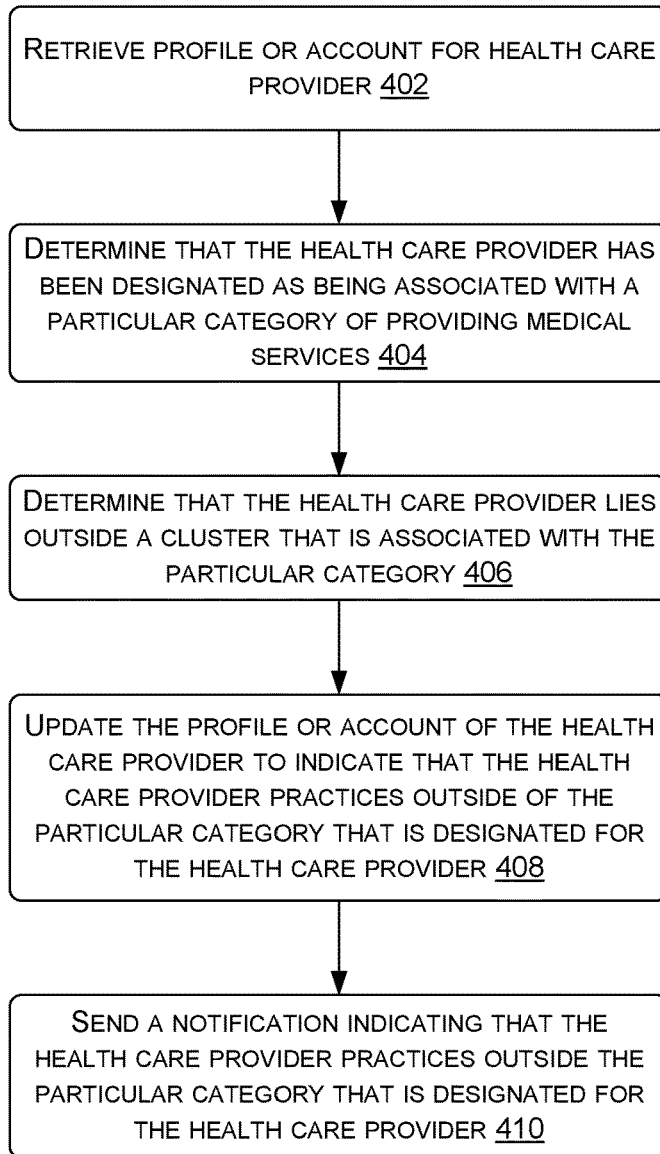 RETRIEVE PROFILE OR ACCOUNT FOR HEALTH CARE
PROVIDER 402
DETERMINE THAT THE HEALTH CARE PROVIDER HAS
BEEN DESIGNATED AS BEING ASSOCIATED WITH A
PARTICULAR CATEGORY OF PROVIDING MEDICAL
SERVICES 404
DETERMINE THAT THE HEALTH CARE PROVIDER LIES
OUTSIDE A CLUSTER THAT IS ASSOCIATED WITH THE
PARTICULAR CATEGORY 406
UPDATE THE PROFILE OR ACCOUNT OF THE HEALTH
CARE PROVIDER TO INDICATE THAT THE HEALTH
CARE PROVIDER PRACTICES OUTSIDE OF THE
PARTICULAR CATEGORY THAT IS DESIGNATED FOR
THE HEALTH CARE PROVIDER 408
SEND A NOTIFICATION INDICATING THAT THE
HEALTH CARE PROVIDER PRACTICES OUTSIDE THE
PARTICULAR CATEGORY THAT IS DESIGNATED FOR
THE HEALTH CARE PROVIDER 410